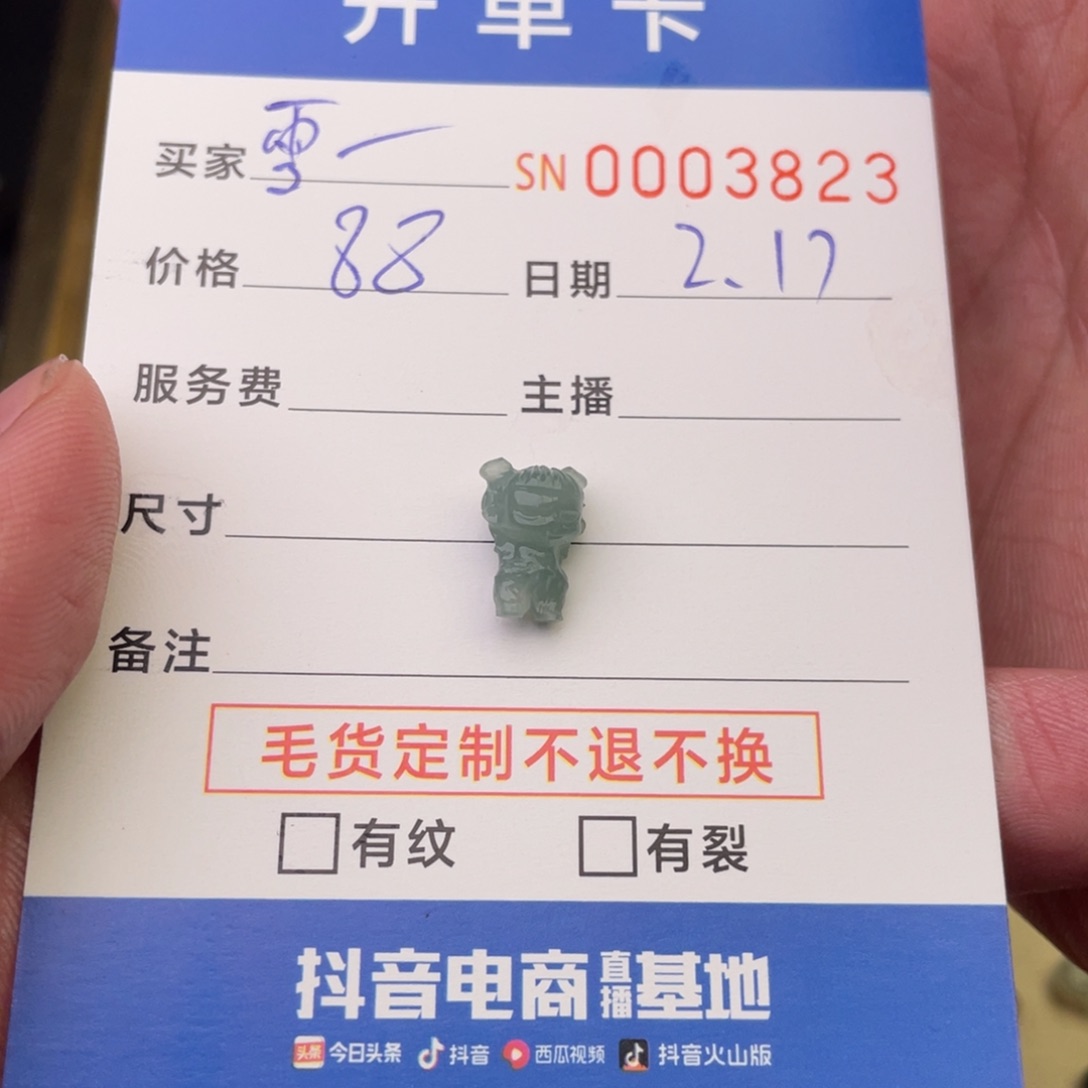 开单卡
买家 雪一 SN 0003823
价格 88 日期 2.17
服务费 主播
尺寸
备注
毛货定制不退不换
有纹 有裂
抖音电商直播基地
头条 今日头条 抖音 西瓜视频 抖音火山版